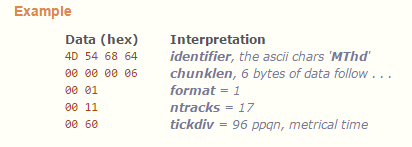 Example
Data (hex) Interpretation
4D 54 68 64 identifier, the ascii chars 'MThd'
00 00 00 06 chunklen, 6 bytes of data follow . . .
00 01 format = 1
00 11 ntracks = 17
00 60 tickdiv = 96 ppqn, metrical time